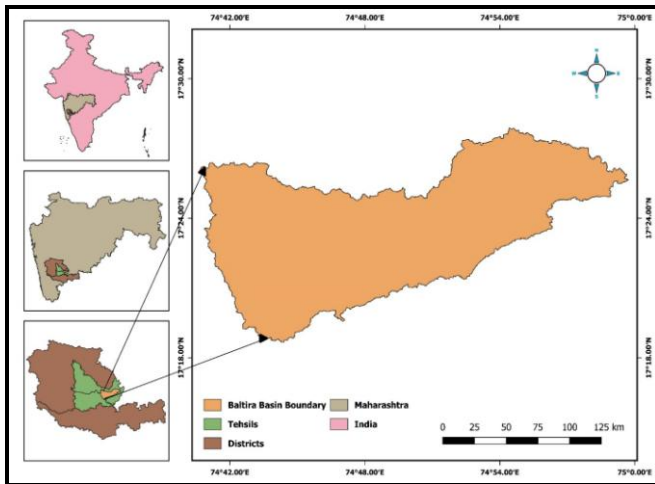 74°42.00'E 74°48.00'E 74°54.00'E 75°0.00'E
17°30.00'N 17°30.00'N
17°24.00'N 17°24.00'N
17°18.00'N 17°18.00'N
Baltira Basin Boundary
Tehsils
Districts
Maharashtra
India
0 25 50 75 100 125 km
74°42.00'E 74°48.00'E 74°54.00'E 75°0.00'E